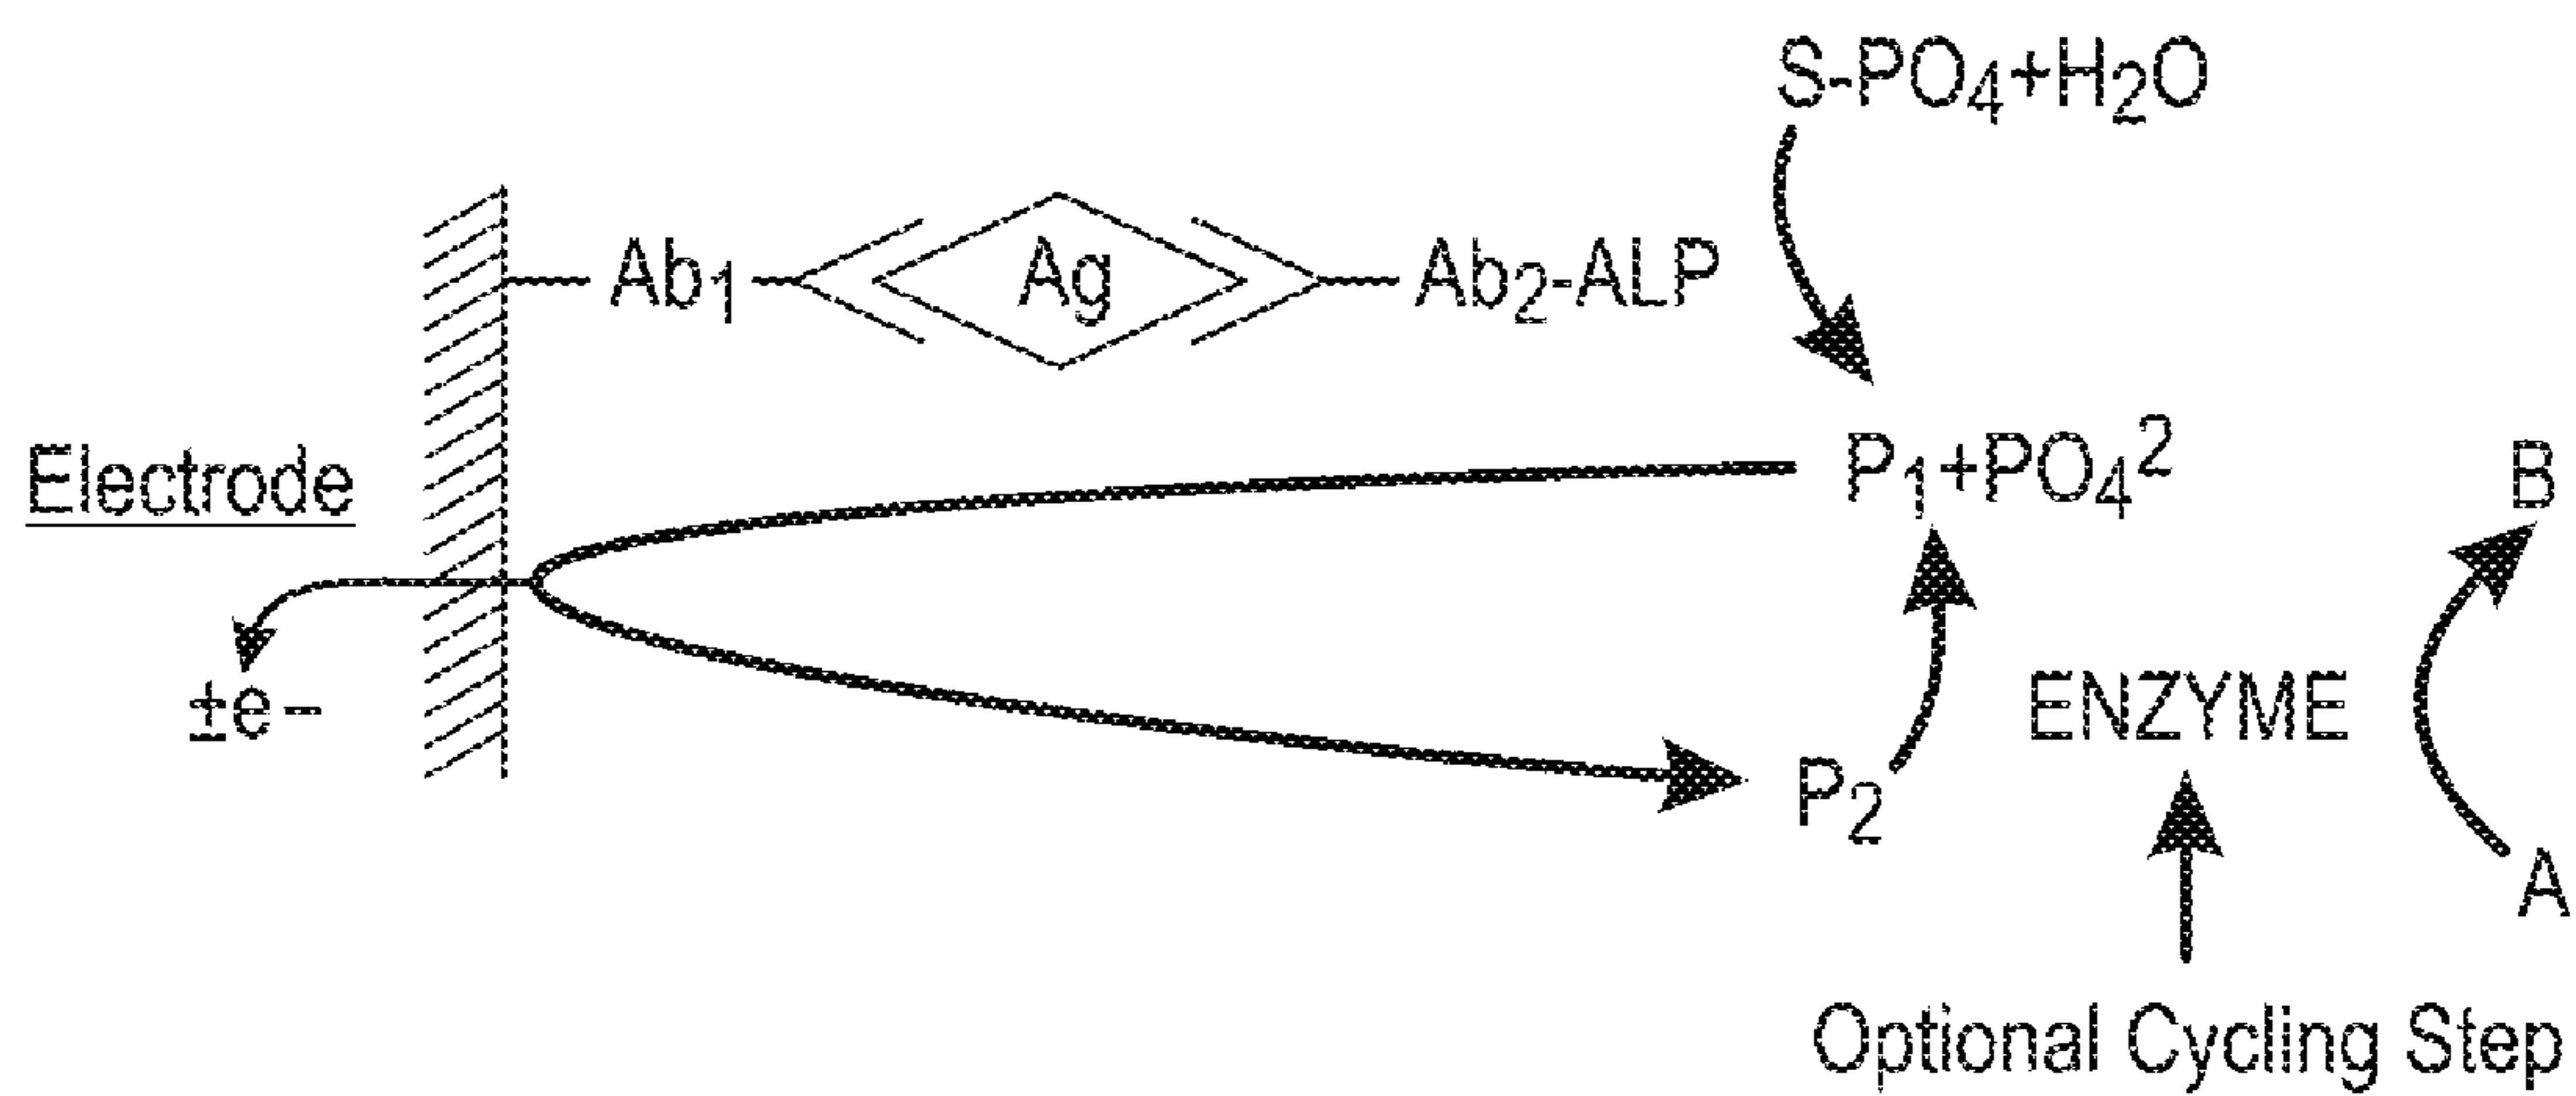 S-PO₄+H₂O
Ab₁ Ag Ab₂-ALP
Electrode P₁+PO₄² B
±e− P₂ ENZYME A
Optional Cycling Step